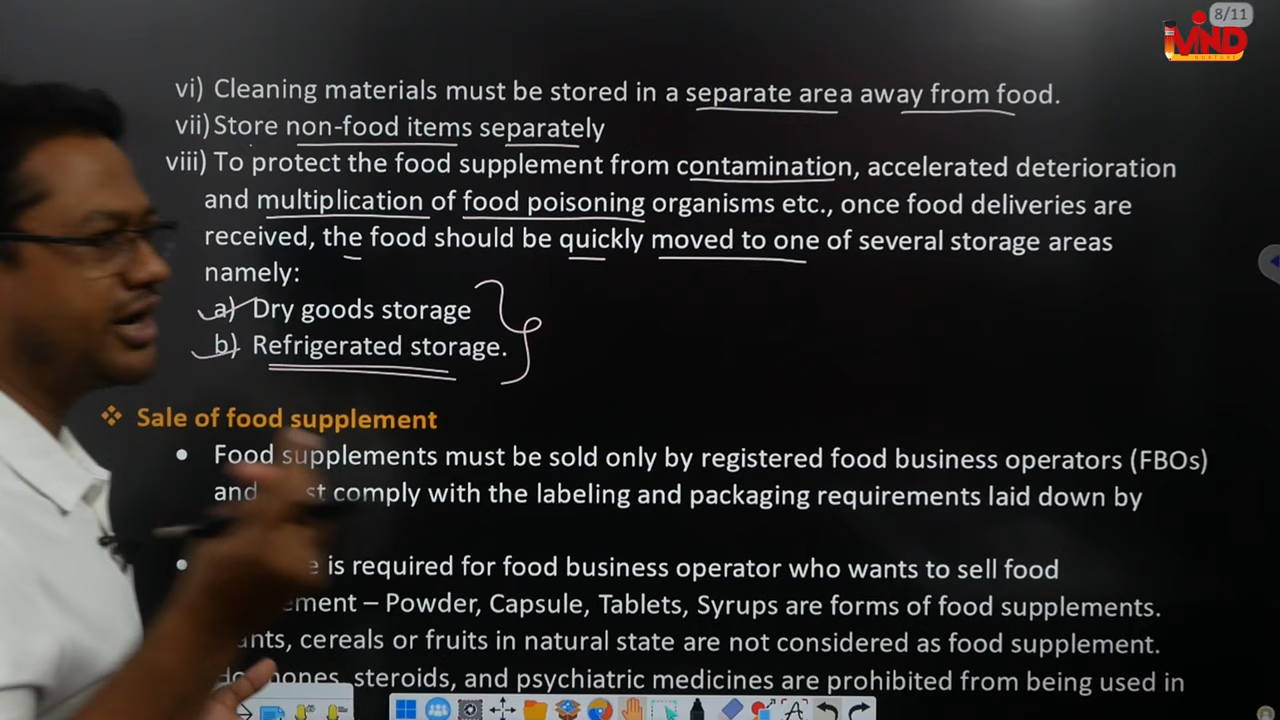 8/11
MIND
NURTURE
vi) Cleaning materials must be stored in a separate area away from food.
vii) Store non-food items separately
viii) To protect the food supplement from contamination, accelerated deterioration
and multiplication of food poisoning organisms etc., once food deliveries are
received, the food should be quickly moved to one of several storage areas
namely:
a) Dry goods storage
b) Refrigerated storage.
❖ Sale of food supplement
• Food supplements must be sold only by registered food business operators (FBOs)
and comply with the labeling and packaging requirements laid down by
• is required for food business operator who wants to sell food
– Powder, Capsule, Tablets, Syrups are forms of food supplements.
cereals or fruits in natural state are not considered as food supplement.
steroids, and psychiatric medicines are prohibited from being used in